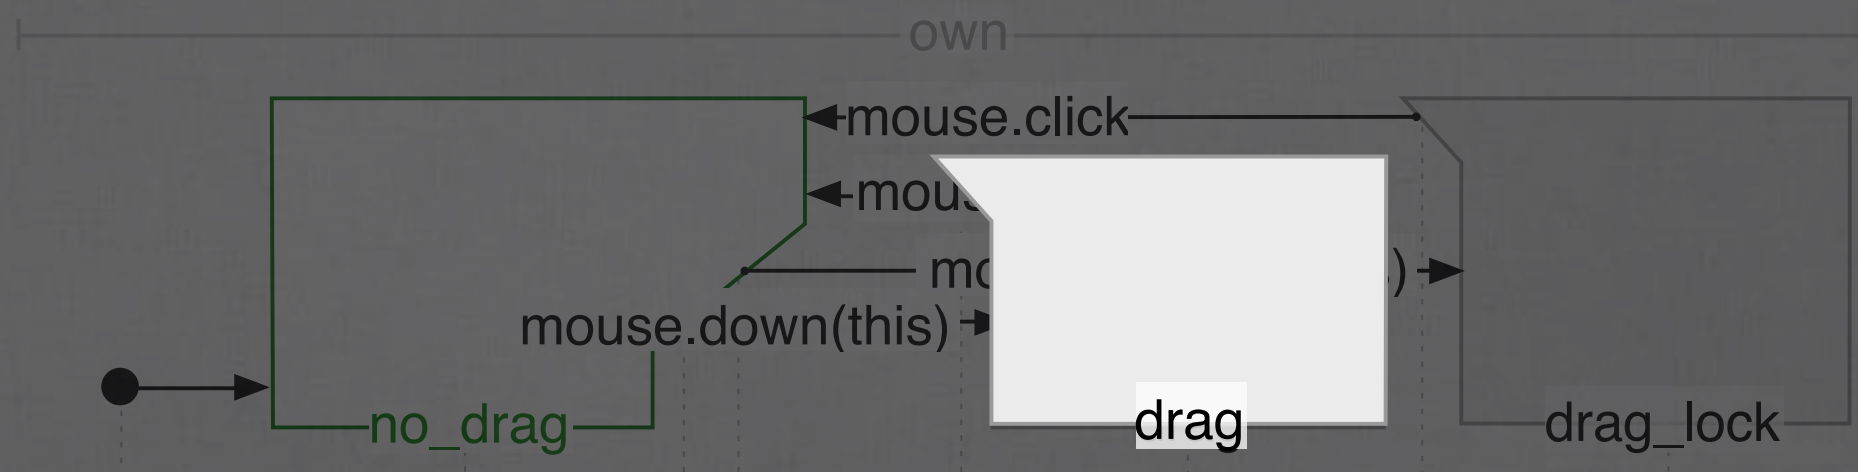 own
mouse.click
mouse.down(this)
no_drag
drag
drag_lock